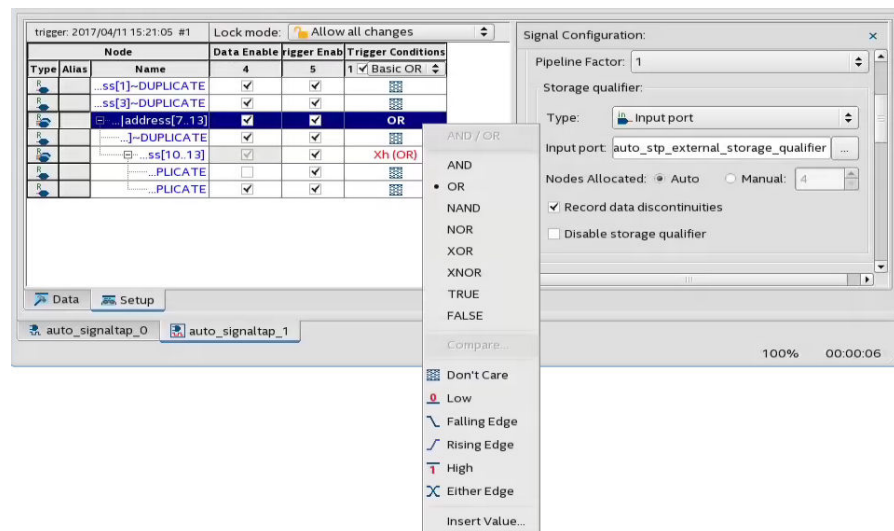 trigger: 2017/04/11 15:21:05 #1
Lock mode: Allow all changes
Node Data Enable rigger Enab Trigger Conditions
Type Alias Name 4 5 1 Basic OR
...ss[1]~DUPLICATE
...ss[3]~DUPLICATE
...|address[7..13] OR
...]~DUPLICATE
...ss[10..13] Xh (OR)
...PLICATE
...PLICATE
Data Setup
auto_signaltap_0 auto_signaltap_1
AND / OR
AND
OR
NAND
NOR
XOR
XNOR
TRUE
FALSE
Compare...
Don't Care
0 Low
Falling Edge
Rising Edge
1 High
Either Edge
Insert Value...
Signal Configuration:
Pipeline Factor: 1
Storage qualifier:
Type: Input port
Input port: auto_stp_external_storage_qualifier ...
Nodes Allocated: Auto Manual: 4
Record data discontinuities
Disable storage qualifier
100% 00:00:06